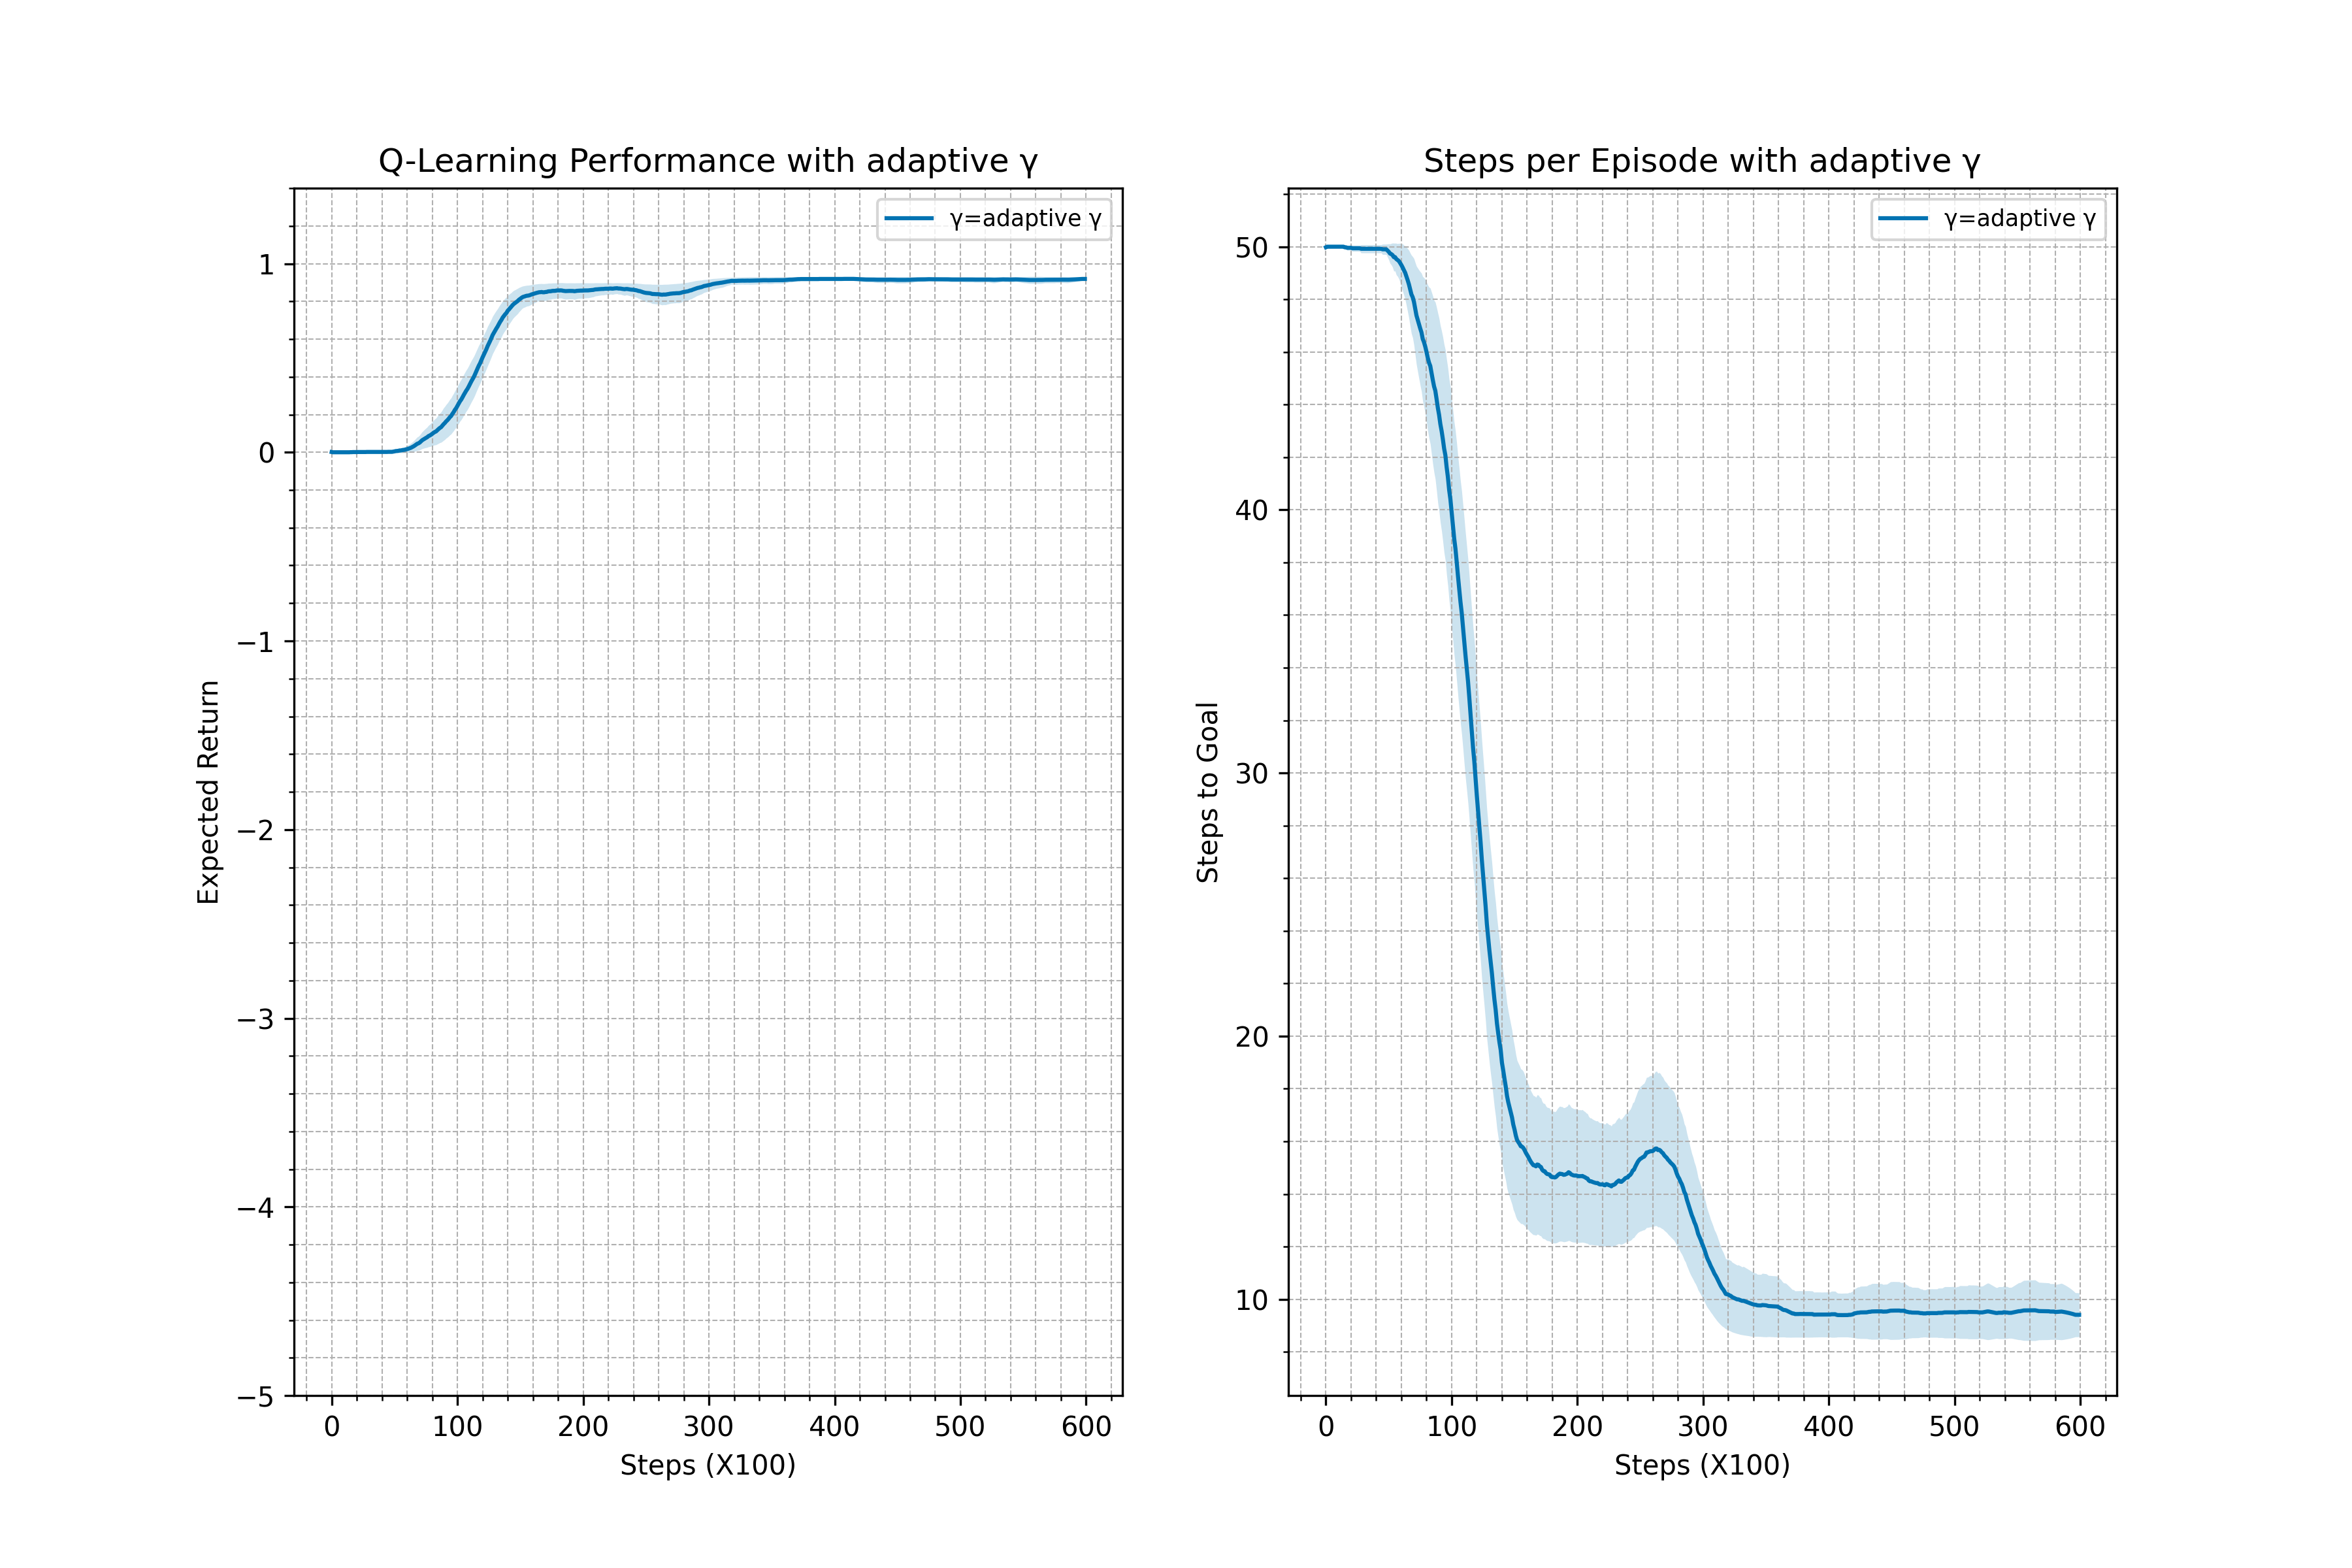 Q-Learning Performance with adaptive γ
γ=adaptive γ
1
0
−1
−2
−3
−4
−5
Expected Return
0 100 200 300 400 500 600
Steps (X100)
Steps per Episode with adaptive γ
γ=adaptive γ
50
40
30
20
10
Steps to Goal
0 100 200 300 400 500 600
Steps (X100)